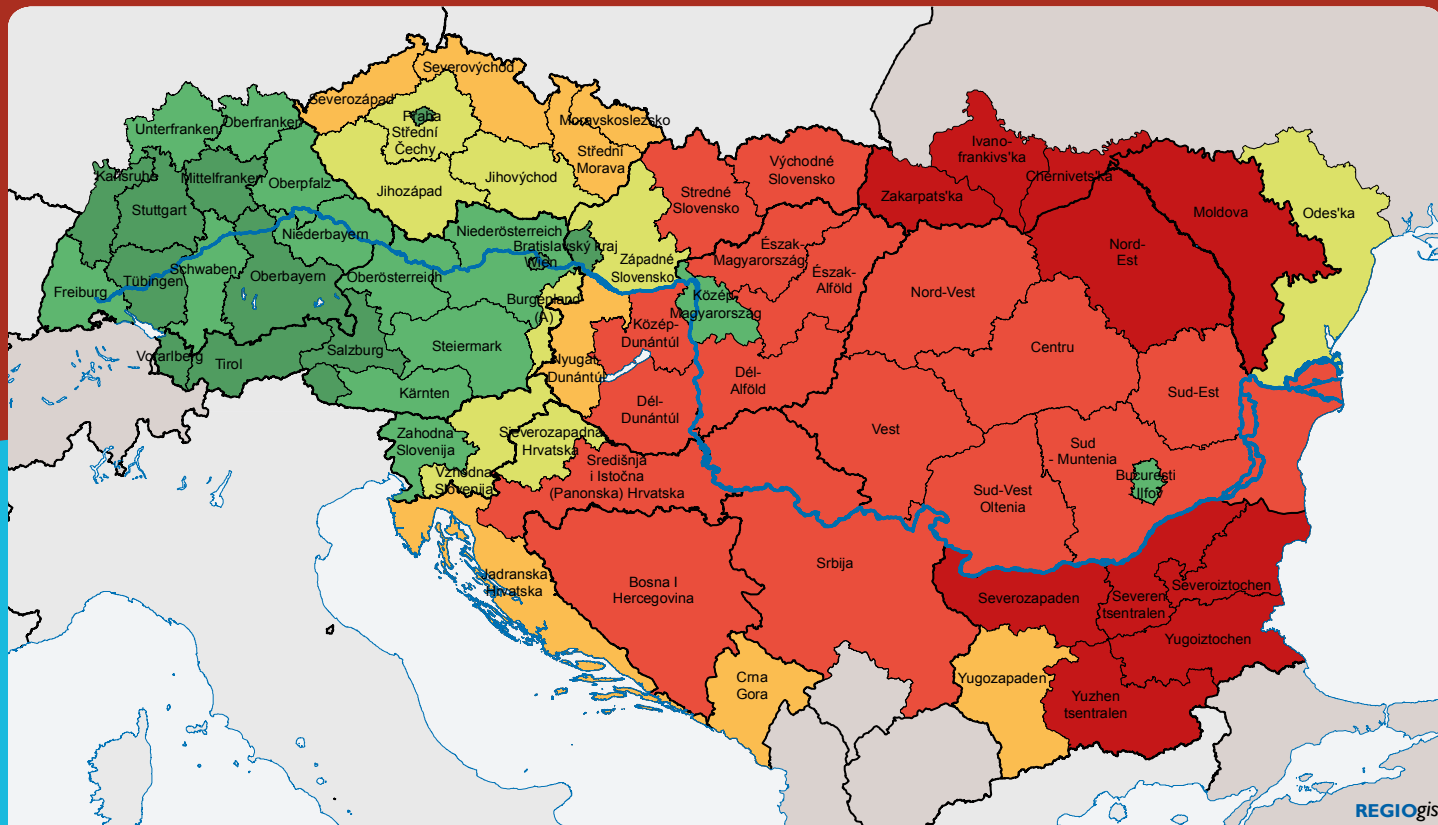 Severovýchod
Severozápad
Moravskoslezsko
Praha
Střední
Čechy
Střední
Morava
Jihozápad
Jihovýchod
Unterfranken
Oberfranken
Karlsruhe
Mittelfranken
Oberpfalz
Stuttgart
Niederbayern
Schwaben
Tübingen
Oberbayern
Freiburg
Vorarlberg
Tirol
Salzburg
Oberösterreich
Niederösterreich
Wien
Bratislavský kraj
Burgenland
(A)
Steiermark
Kärnten
Západné
Slovensko
Stredné
Slovensko
Východné
Slovensko
Észak-
Magyarország
Észak-
Alföld
Közép-
Magyarország
Közép-
Dunántúl
Nyugat-
Dunántúl
Dél-
Dunántúl
Dél-
Alföld
Zahodna
Slovenija
Vzhodna
Slovenija
Sjeverozapadna
Hrvatska
Središnja
i Istočna
(Panonska) Hrvatska
Jadranska
Hrvatska
Bosna I
Hercegovina
Crna
Gora
Srbija
Ivano-
frankivs'ka
Chernivets'ka
Zakarpats'ka
Moldova
Odes'ka
Nord-
Est
Nord-Vest
Centru
Vest
Sud-Est
Sud
- Muntenia
Bucuresti
- Ilfov
Sud-Vest
Oltenia
Severozapaden
Severen
tsentralen
Severoiztochen
Yugoiztochen
Yugozapaden
Yuzhen
tsentralen
REGIOgis